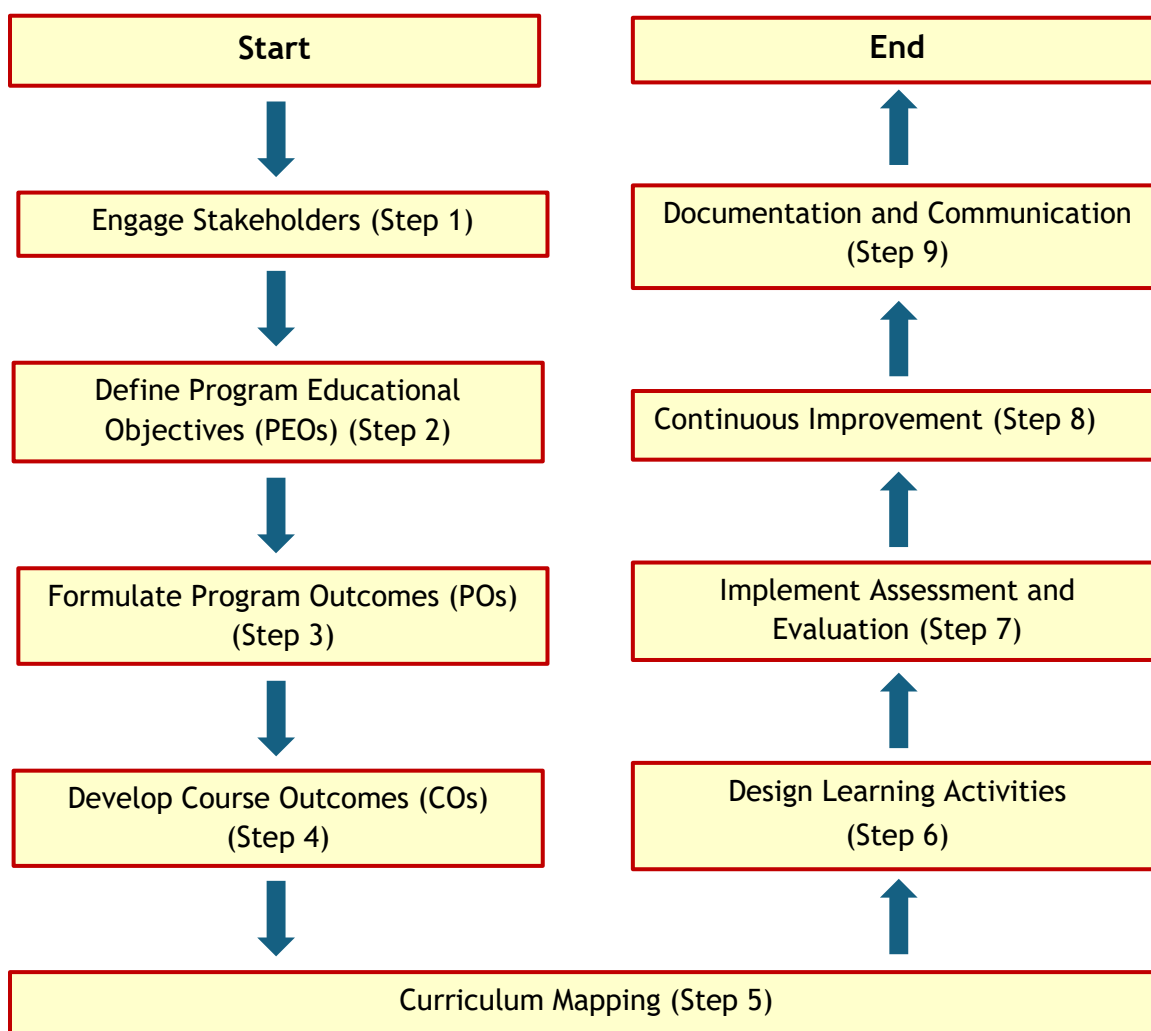 Start
Engage Stakeholders (Step 1)
Define Program Educational
Objectives (PEOs) (Step 2)
Formulate Program Outcomes (POs)
(Step 3)
Develop Course Outcomes (COs)
(Step 4)
Curriculum Mapping (Step 5)
Design Learning Activities
(Step 6)
Implement Assessment and
Evaluation (Step 7)
Continuous Improvement (Step 8)
Documentation and Communication
(Step 9)
End